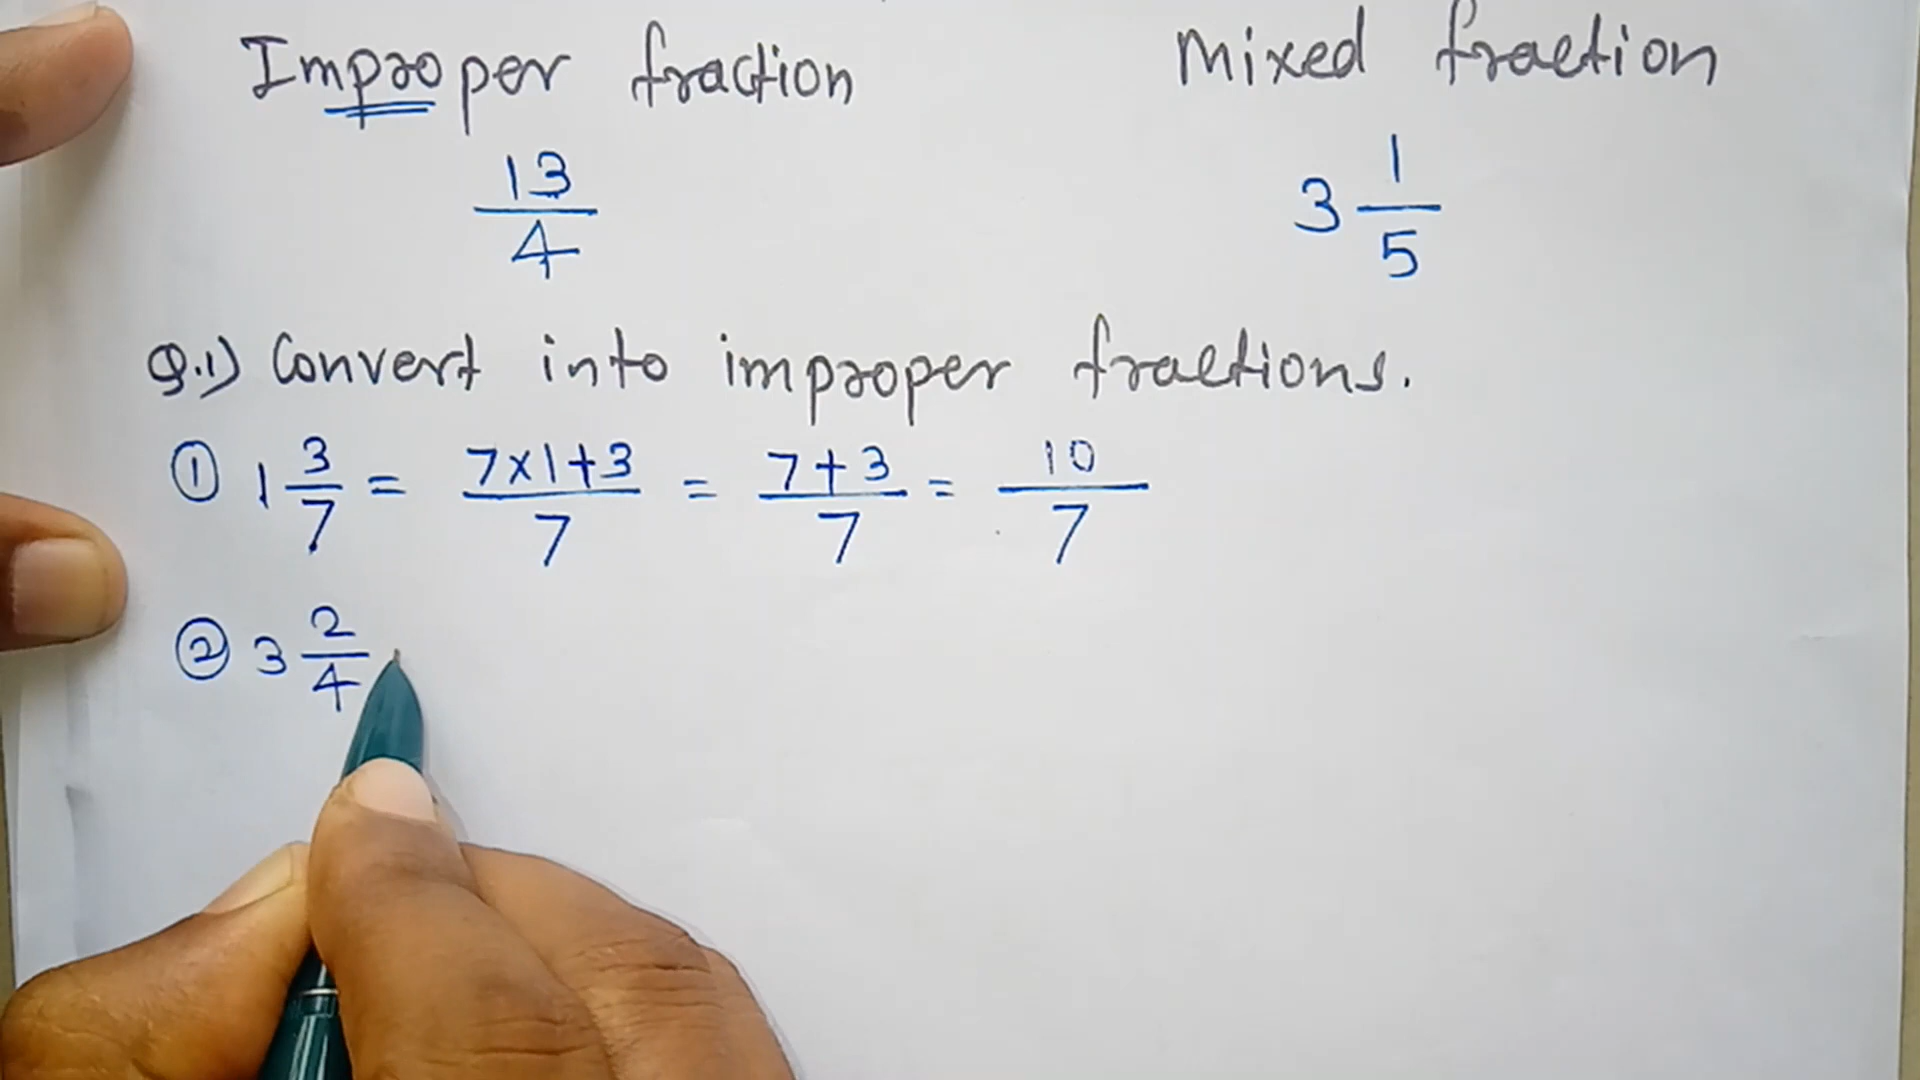 Improper fraction Mixed fraction
13/4 3 1/5
Q.1) Convert into improper fractions.
① 1 3/7 = 7×1+3/7 = 7+3/7 = 10/7
② 3 2/4